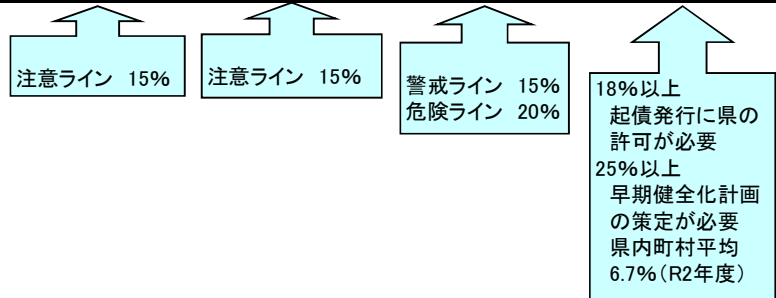 注意ライン 15%
注意ライン 15%
警戒ライン 15%
危険ライン 20%
18%以上
起債発行に県の
許可が必要
25%以上
早期健全化計画
の策定が必要
県内町村平均
6.7%(R2年度)